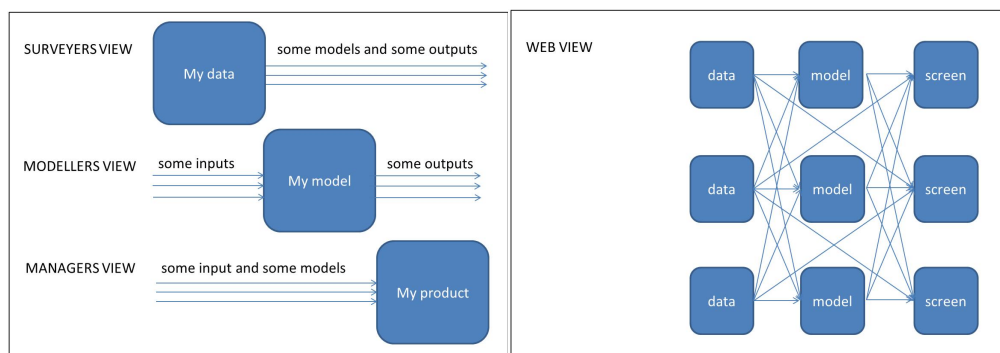 SURVEYERS VIEW
some models and some outputs
My data
MODELLERS VIEW
some inputs
My model
some outputs
MANAGERS VIEW
some input and some models
My product
WEB VIEW
data
model
screen
data
model
screen
data
model
screen